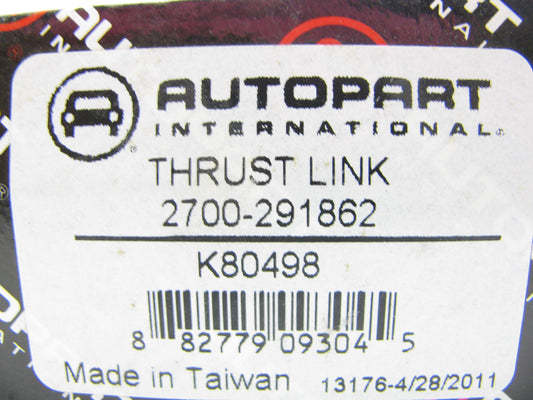 AUTOPART
INTERNATIONAL
THRUST LINK
2700-291862
K80498
8 82779 09304 5
Made in Taiwan 13176-4/28/2011